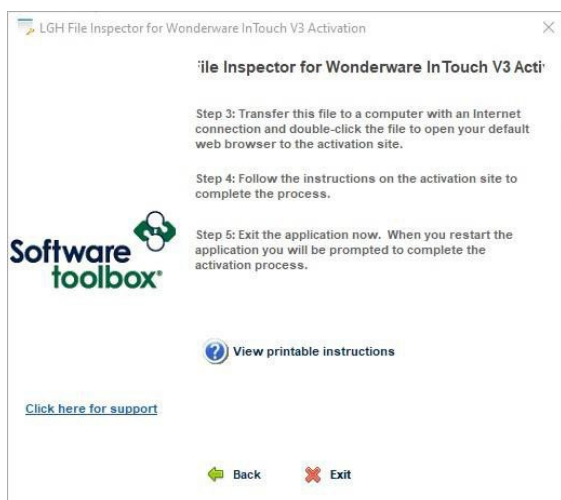 LGH File Inspector for Wonderware InTouch V3 Activation
ile Inspector for Wonderware InTouch V3 Acti
Step 3: Transfer this file to a computer with an Internet
connection and double-click the file to open your default
web browser to the activation site.
Step 4: Follow the instructions on the activation site to
complete the process.
Step 5: Exit the application now. When you restart the
application you will be prompted to complete the
activation process.
Software
toolbox
View printable instructions
Click here for support
Back
Exit